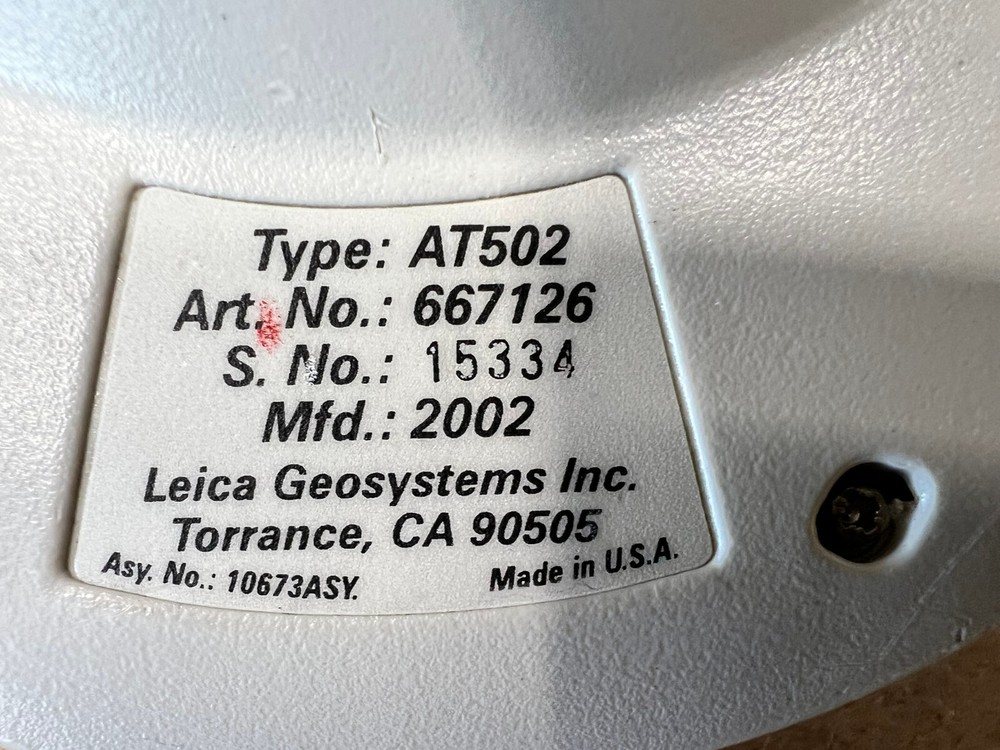 Type: AT502
Art. No.: 667126
S. No.: 15334
Mfd.: 2002
Leica Geosystems Inc.
Torrance, CA 90505
Asy. No.: 10673ASY. Made in U.S.A.